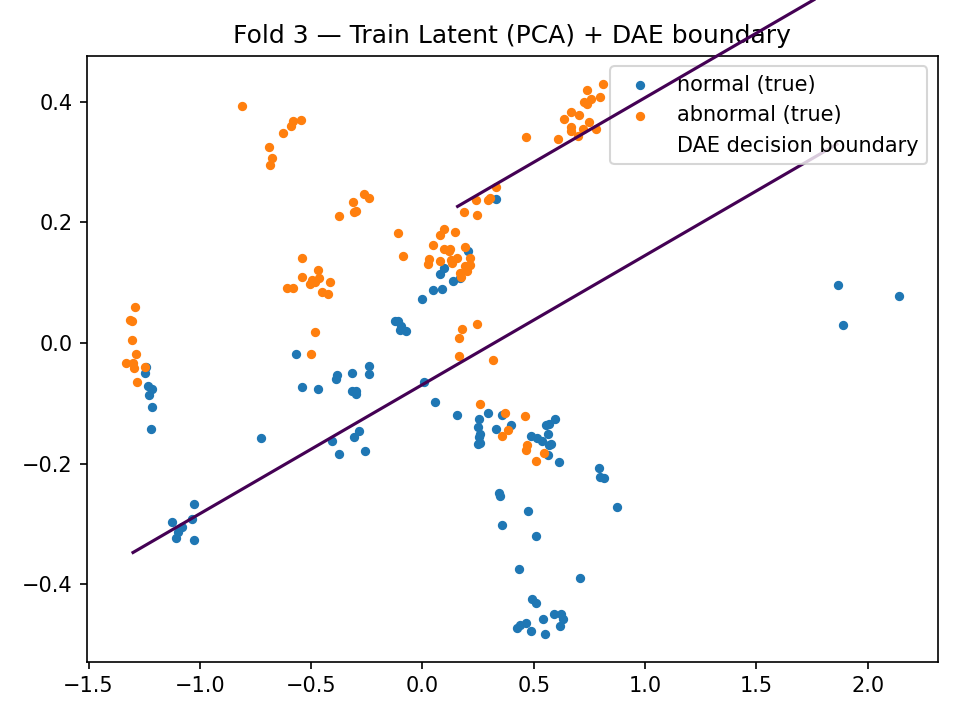 Fold 3 — Train Latent (PCA) + DAE boundary
normal (true)
abnormal (true)
DAE decision boundary
0.4
0.2
0.0
−0.2
−0.4
−1.5 −1.0 −0.5 0.0 0.5 1.0 1.5 2.0